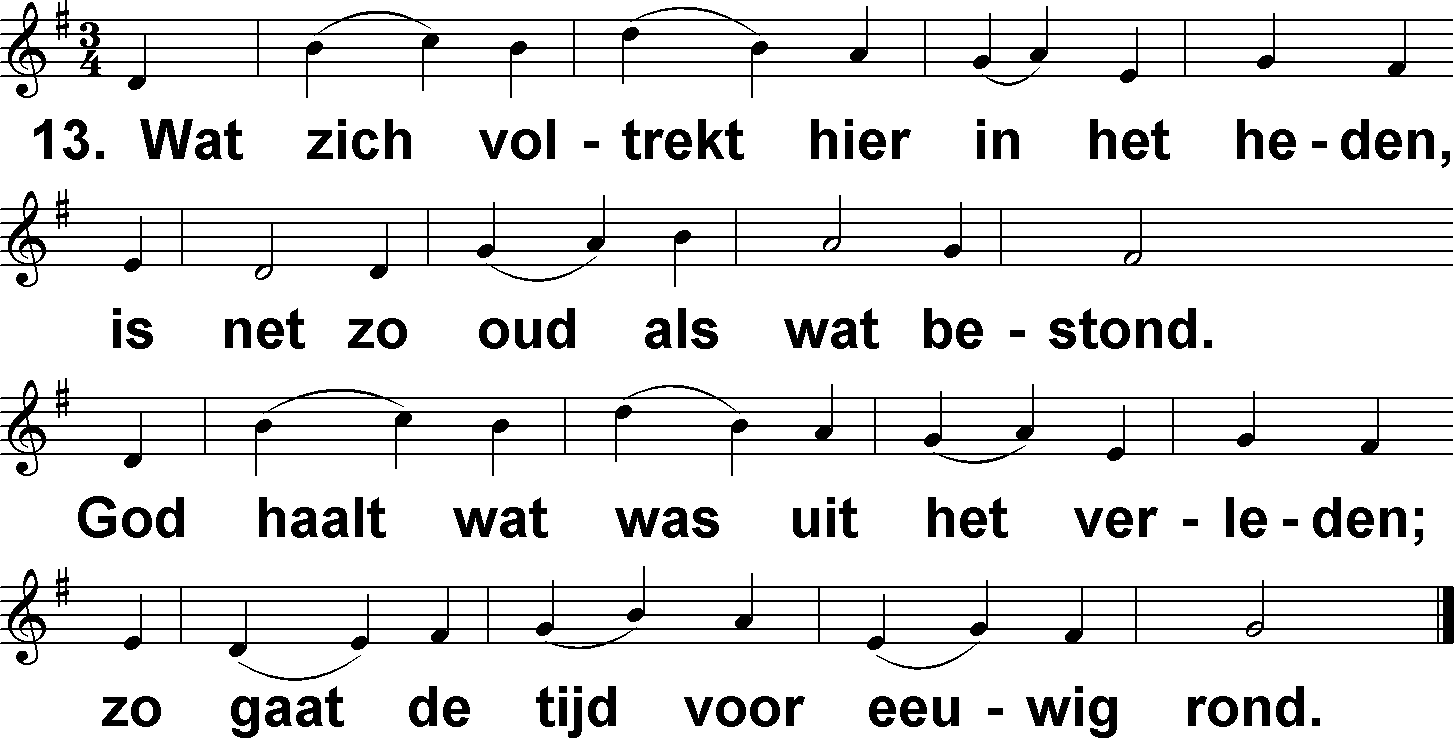 13. Wat zich vol - trekt hier in het he - den,
is net zo oud als wat be - stond.
God haalt wat was uit het ver - le - den;
zo gaat de tijd voor eeu - wig rond.